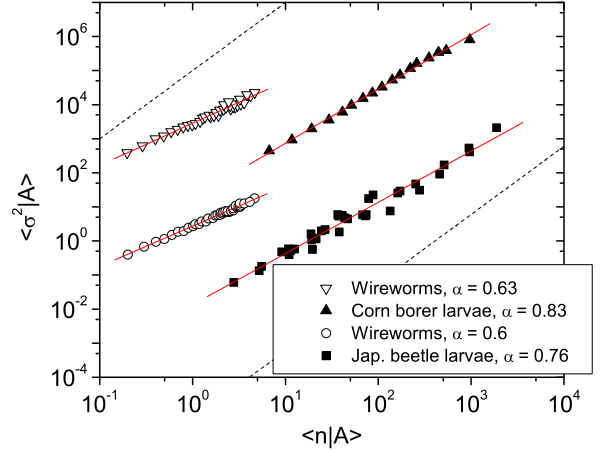 10^6
10^4
10^2
10^0
10^-2
10^-4
<σ^2|A>
Wireworms, α = 0.63
Corn borer larvae, α = 0.83
Wireworms, α = 0.6
Jap. beetle larvae, α = 0.76
10^-1 10^0 10^1 10^2 10^3 10^4
<n|A>